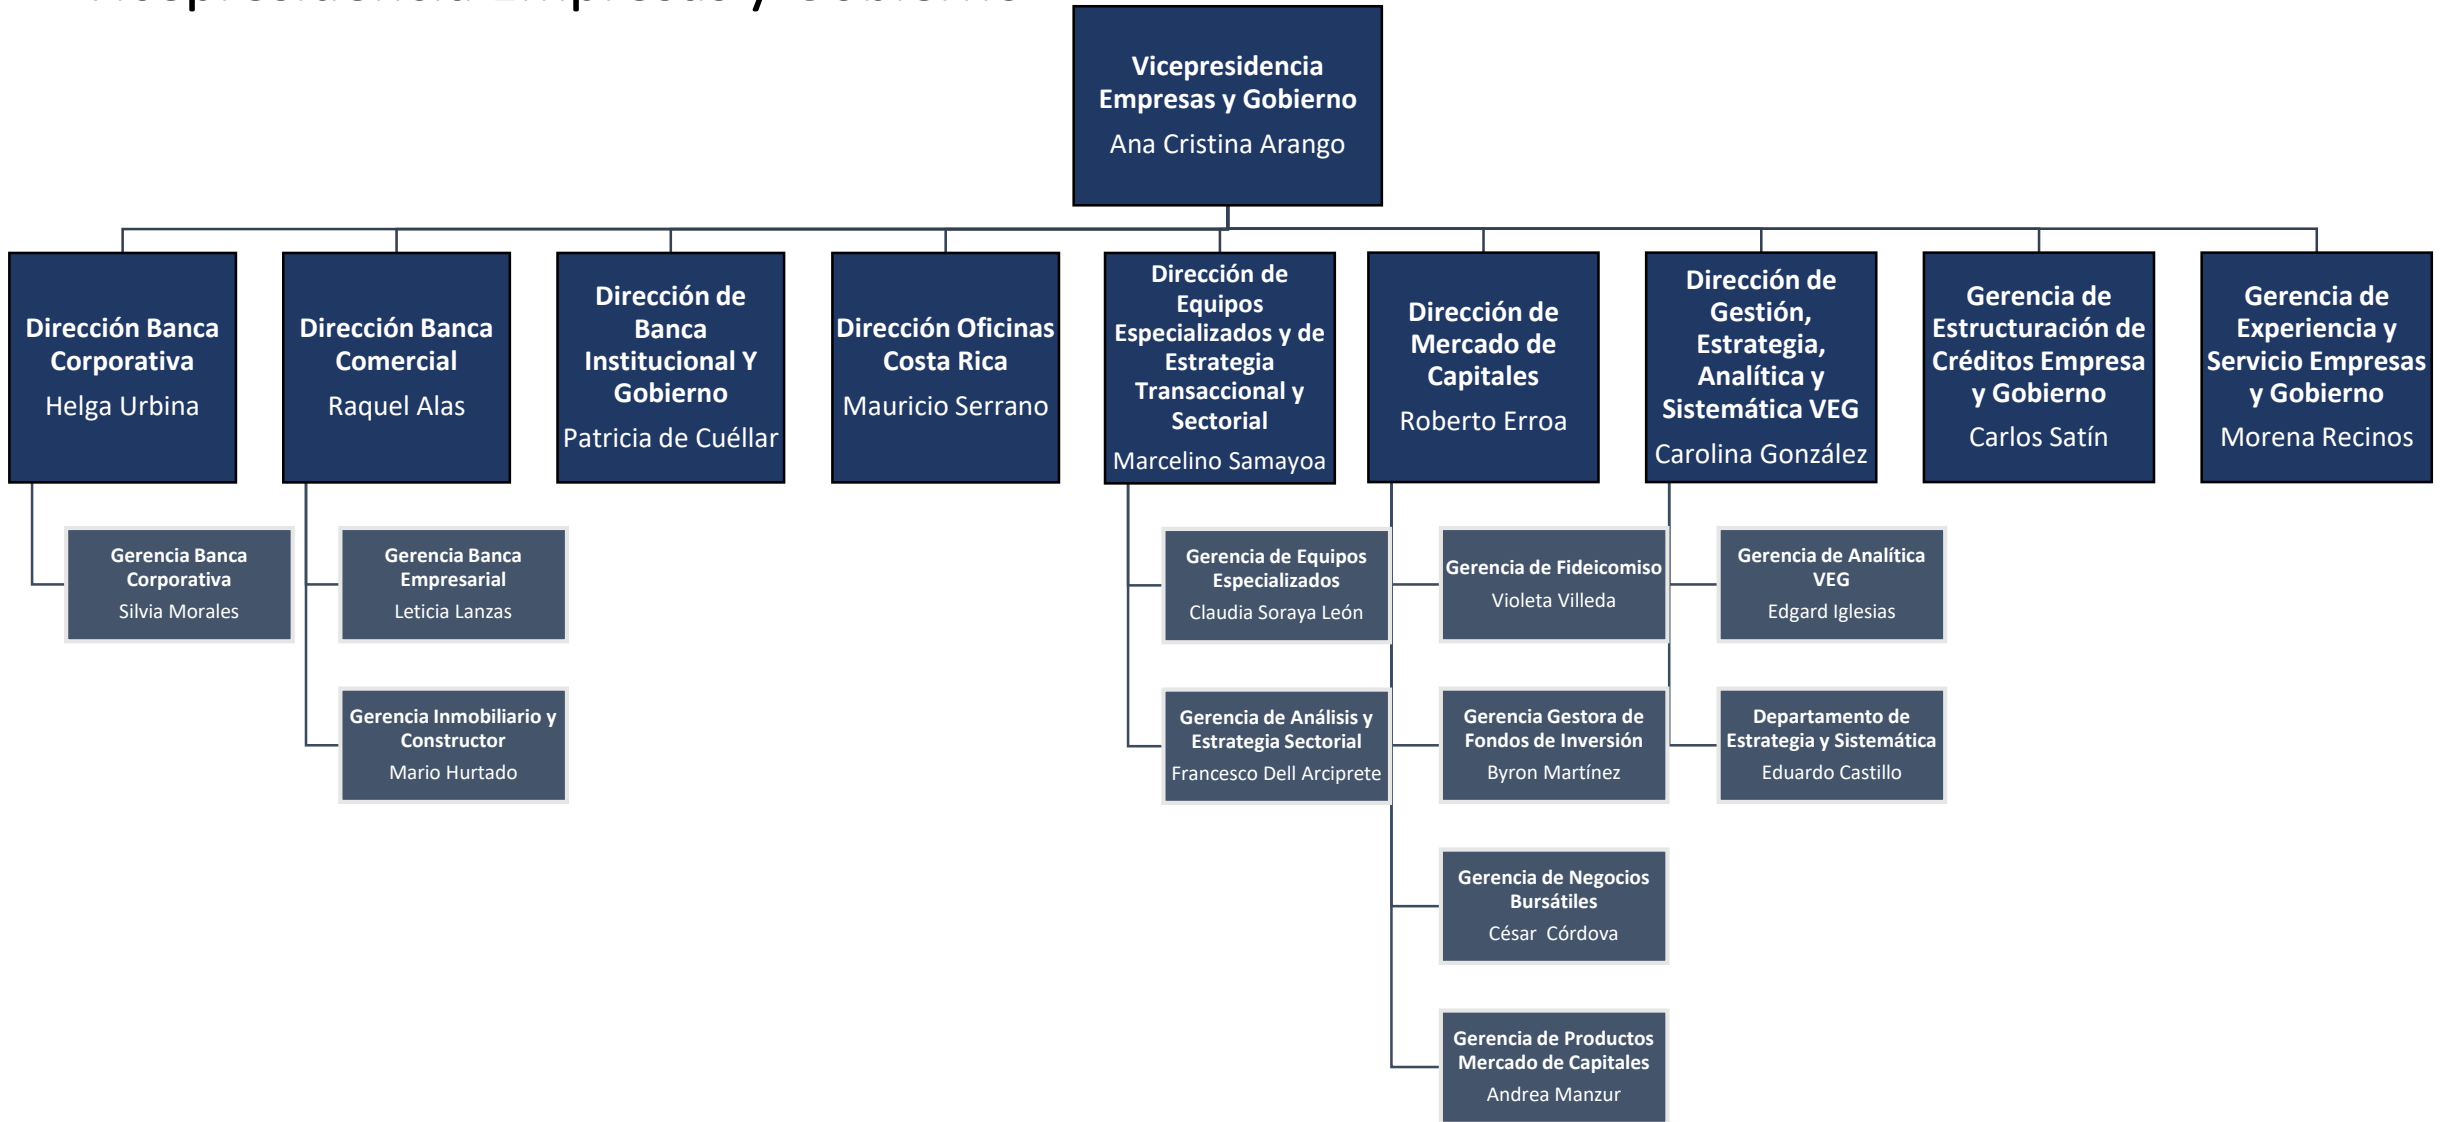 Vicepresidencia Empresas y Gobierno
Vicepresidencia
Empresas y Gobierno
Ana Cristina Arango
Dirección Banca
Corporativa
Helga Urbina
Dirección Banca
Comercial
Raquel Alas
Dirección de
Banca
Institucional Y
Gobierno
Patricia de Cuéllar
Dirección Oficinas
Costa Rica
Mauricio Serrano
Dirección de
Equipos
Especializados y de
Estrategia
Transaccional y
Sectorial
Marcelino Samayoa
Dirección de
Mercado de
Capitales
Roberto Erroa
Dirección de
Gestión,
Estrategia,
Analítica y
Sistemática VEG
Carolina González
Gerencia de
Estructuración de
Créditos Empresa
y Gobierno
Carlos Satín
Gerencia de
Experiencia y
Servicio Empresas
y Gobierno
Morena Recinos
Gerencia Banca
Corporativa
Silvia Morales
Gerencia Banca
Empresarial
Leticia Lanzas
Gerencia Inmobiliario y
Constructor
Mario Hurtado
Gerencia de Equipos
Especializados
Claudia Soraya León
Gerencia de Análisis y
Estrategia Sectorial
Francesco Dell Arciprete
Gerencia de Fideicomiso
Violeta Villeda
Gerencia Gestora de
Fondos de Inversión
Byron Martínez
Gerencia de Negocios
Bursátiles
César  Córdova
Gerencia de Productos
Mercado de Capitales
Andrea Manzur
Gerencia de Analítica
VEG
Edgard Iglesias
Departamento de
Estrategia y Sistemática
Eduardo Castillo